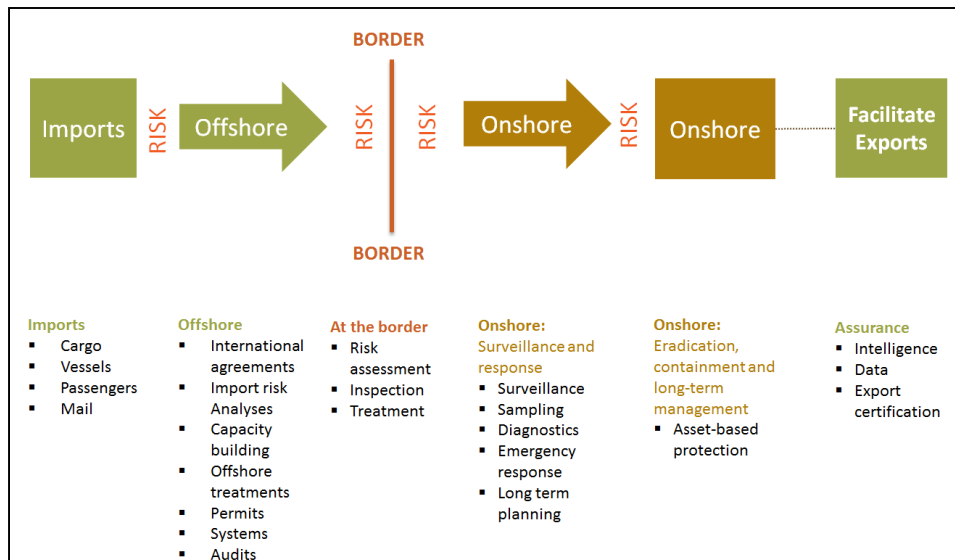 BORDER
Imports
RISK
Offshore
RISK
RISK
Onshore
RISK
Onshore
Facilitate
Exports
BORDER
Imports
▪ Cargo
▪ Vessels
▪ Passengers
▪ Mail
Offshore
▪ International
agreements
▪ Import risk
Analyses
▪ Capacity
building
▪ Offshore
treatments
▪ Permits
▪ Systems
▪ Audits
At the border
▪ Risk
assessment
▪ Inspection
▪ Treatment
Onshore:
Surveillance and
response
▪ Surveillance
▪ Sampling
▪ Diagnostics
▪ Emergency
response
▪ Long term
planning
Onshore:
Eradication,
containment and
long-term
management
▪ Asset-based
protection
Assurance
▪ Intelligence
▪ Data
▪ Export
certification